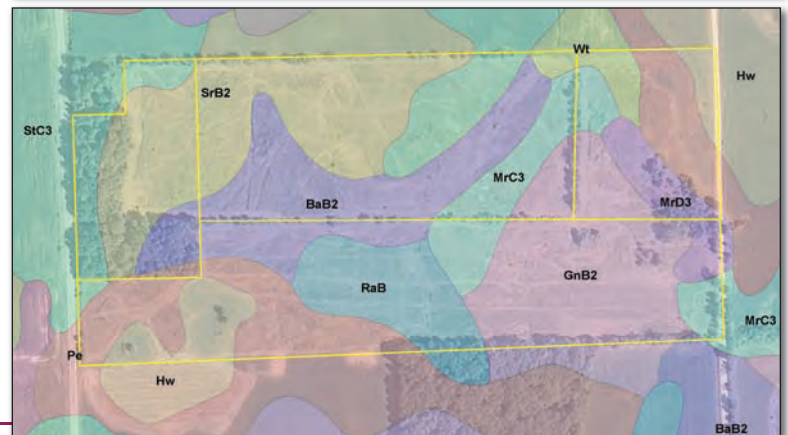 Wt
Hw
SrB2
StC3
MrC3
BaB2
MrD3
GnB2
RaB
MrC3
Pe
Hw
BaB2